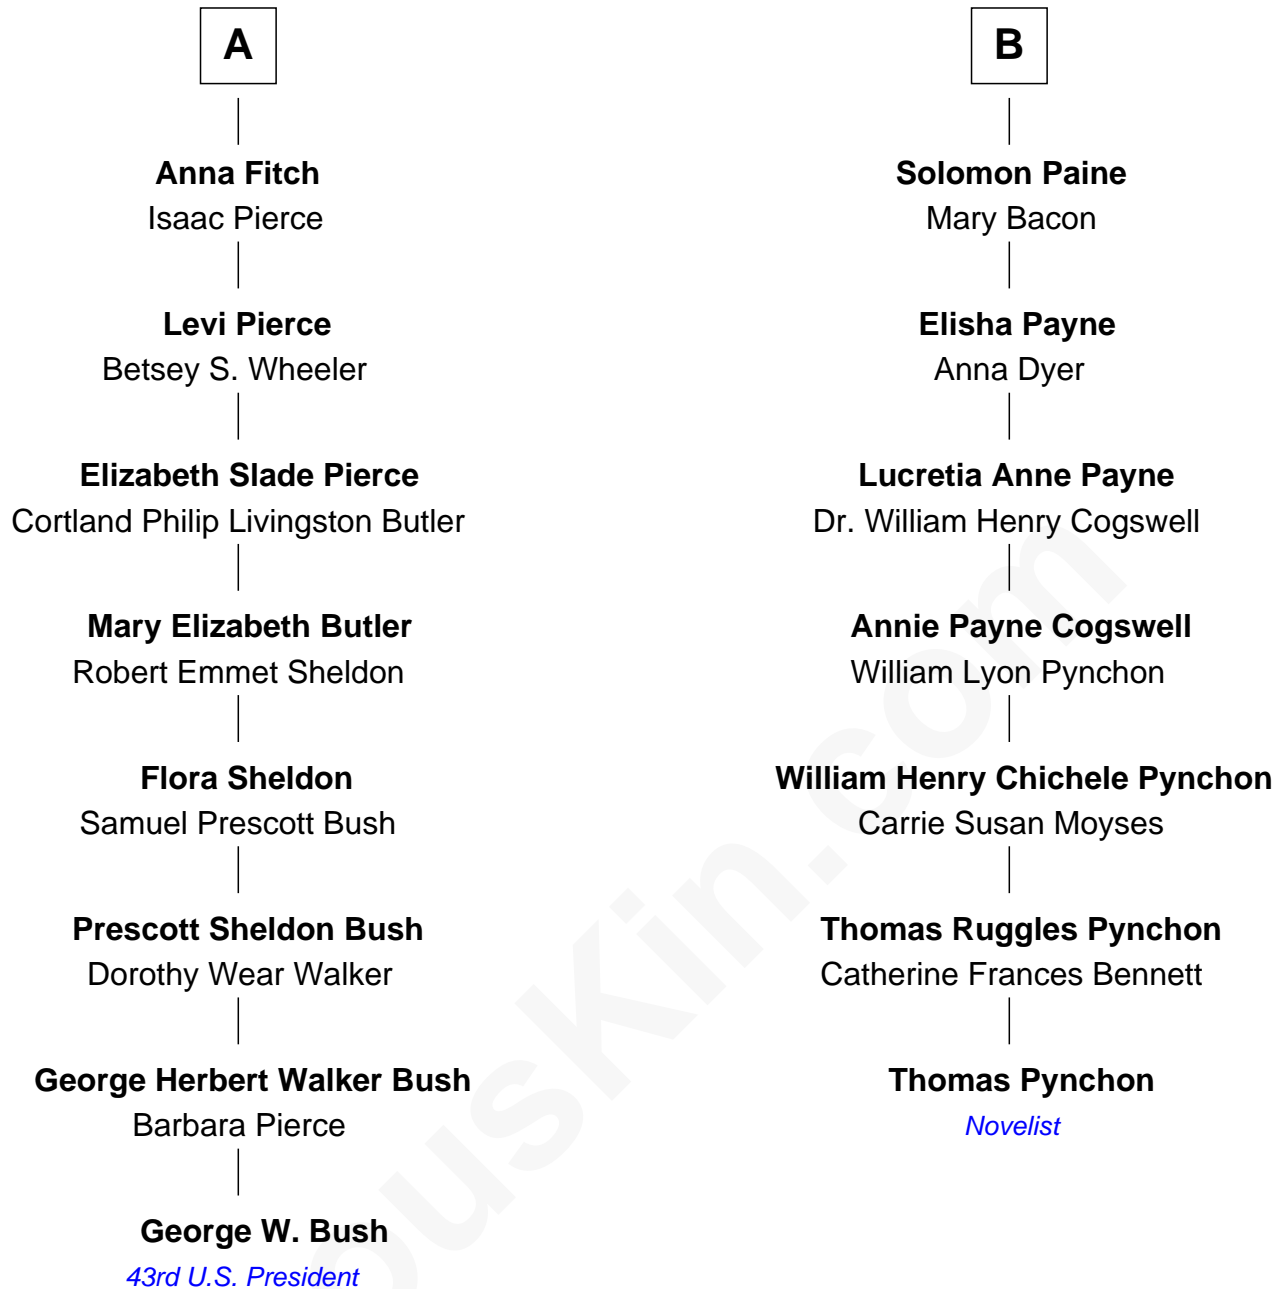 A
Anna Fitch
Isaac Pierce
Levi Pierce
Betsey S. Wheeler
Elizabeth Slade Pierce
Cortland Philip Livingston Butler
Mary Elizabeth Butler
Robert Emmet Sheldon
Flora Sheldon
Samuel Prescott Bush
Prescott Sheldon Bush
Dorothy Wear Walker
George Herbert Walker Bush
Barbara Pierce
George W. Bush
43rd U.S. President
B
Solomon Paine
Mary Bacon
Elisha Payne
Anna Dyer
Lucretia Anne Payne
Dr. William Henry Cogswell
Annie Payne Cogswell
William Lyon Pynchon
William Henry Chichele Pynchon
Carrie Susan Moyses
Thomas Ruggles Pynchon
Catherine Frances Bennett
Thomas Pynchon
Novelist
ousKin.com